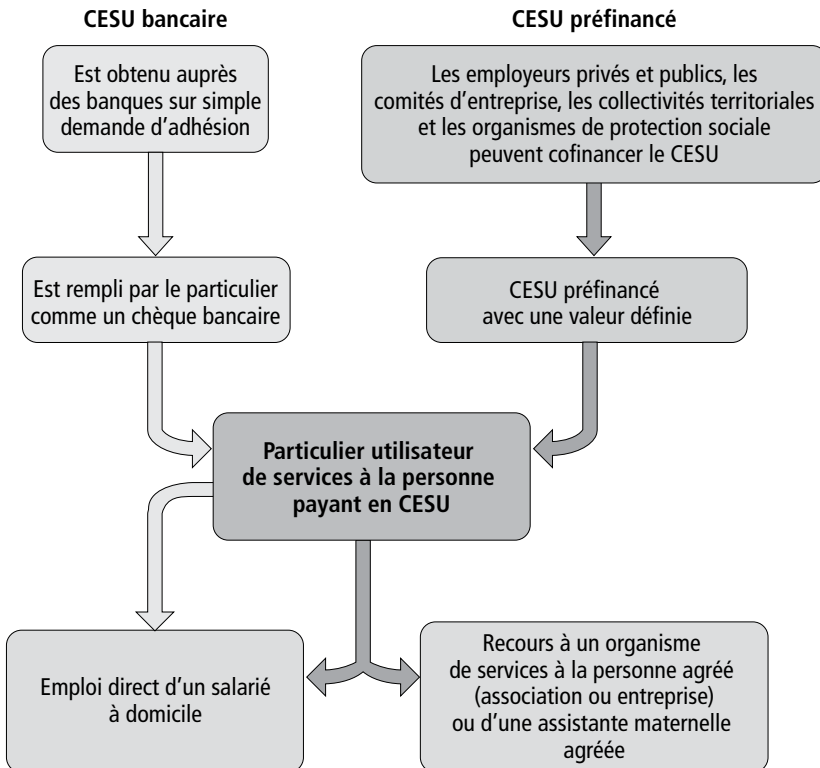 CESU bancaire
Est obtenu auprès
des banques sur simple
demande d’adhésion
Est rempli par le particulier
comme un chèque bancaire
CESU préfinancé
Les employeurs privés et publics, les
comités d’entreprise, les collectivités territoriales
et les organismes de protection sociale
peuvent cofinancer le CESU
CESU préfinancé
avec une valeur définie
Particulier utilisateur
de services à la personne
payant en CESU
Emploi direct d’un salarié
à domicile
Recours à un organisme
de services à la personne agréé
(association ou entreprise)
ou d’une assistante maternelle
agréée